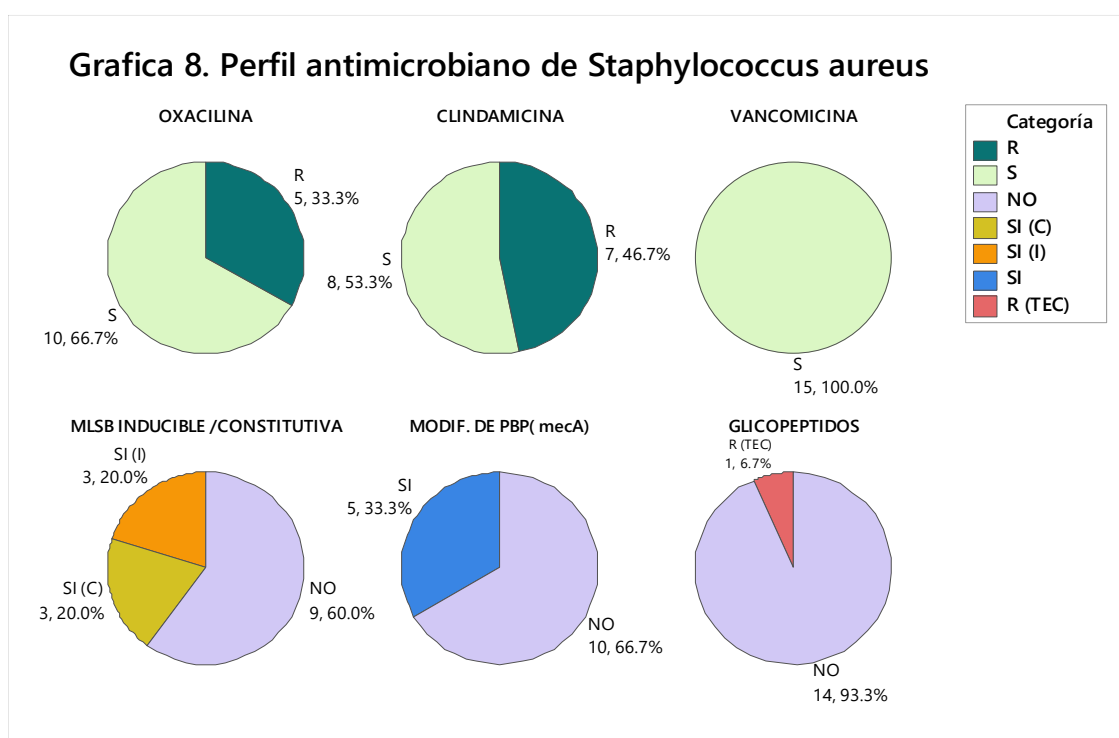 Grafica 8. Perfil antimicrobiano de Staphylococcus aureus
OXACILINA
R
5, 33.3%
S
10, 66.7%
CLINDAMICINA
R
7, 46.7%
S
8, 53.3%
VANCOMICINA
S
15, 100.0%
Categoría
R
S
NO
SI (C)
SI (I)
SI
R (TEC)
MLSB INDUCIBLE /CONSTITUTIVA
SI (I)
3, 20.0%
SI (C)
3, 20.0%
NO
9, 60.0%
MODIF. DE PBP( mecA)
SI
5, 33.3%
NO
10, 66.7%
GLICOPEPTIDOS
R (TEC)
1, 6.7%
NO
14, 93.3%